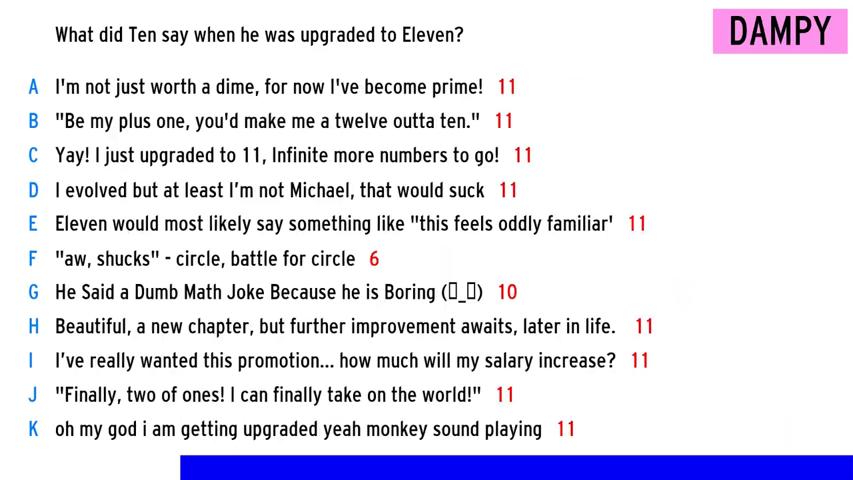 What did Ten say when he was upgraded to Eleven?
DAMPY
A I'm not just worth a dime, for now I've become prime! 11
B "Be my plus one, you'd make me a twelve outta ten." 11
C Yay! I just upgraded to 11, Infinite more numbers to go! 11
D I evolved but at least I’m not Michael, that would suck 11
E Eleven would most likely say something like "this feels oddly familiar' 11
F "aw, shucks" - circle, battle for circle 6
G He Said a Dumb Math Joke Because he is Boring (▯_▯) 10
H Beautiful, a new chapter, but further improvement awaits, later in life. 11
I I’ve really wanted this promotion... how much will my salary increase? 11
J "Finally, two of ones! I can finally take on the world!" 11
K oh my god i am getting upgraded yeah monkey sound playing 11